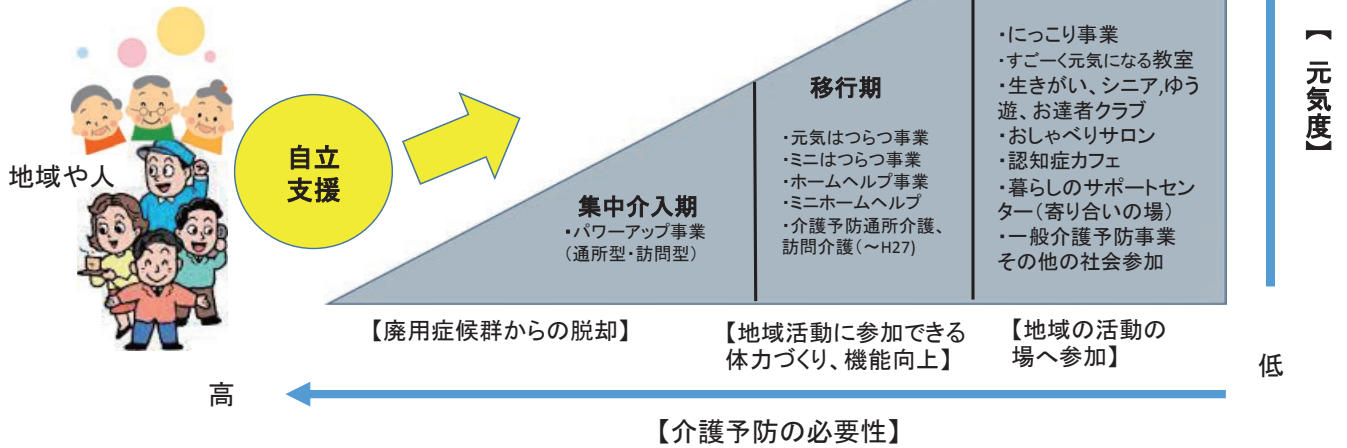 地域や人
自立
支援
集中介入期
・パワーアップ事業
（通所型・訪問型）
移行期
・元気はつらつ事業
・ミニはつらつ事業
・ホームヘルプ事業
・ミニホームヘルプ
・介護予防通所介護、
訪問介護（～H27)
・にっこり事業
・すごーく元気になる教室
・生きがい、シニア,ゆう
遊、お達者クラブ
・おしゃべりサロン
・認知症カフェ
・暮らしのサポートセン
ター（寄り合いの場）
・一般介護予防事業
その他の社会参加
【 元気度】
【廃用症候群からの脱却】
【地域活動に参加できる
体力づくり、機能向上】
【地域の活動の
場へ参加】
低
高
【介護予防の必要性】